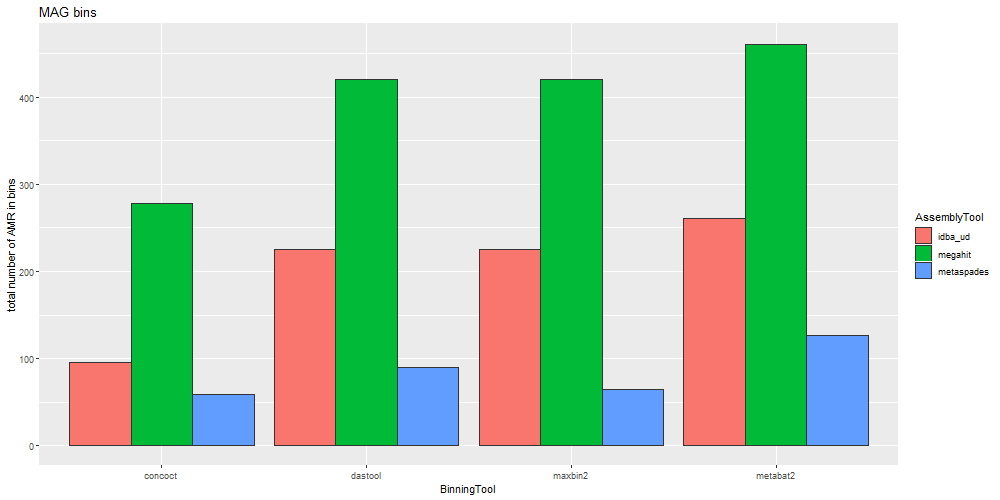 MAG bins
total number of AMR in bins
400
300
200
100
0
concoct
dastool
maxbin2
metabat2
BinningTool
AssemblyTool
idba_ud
megahit
metaspades